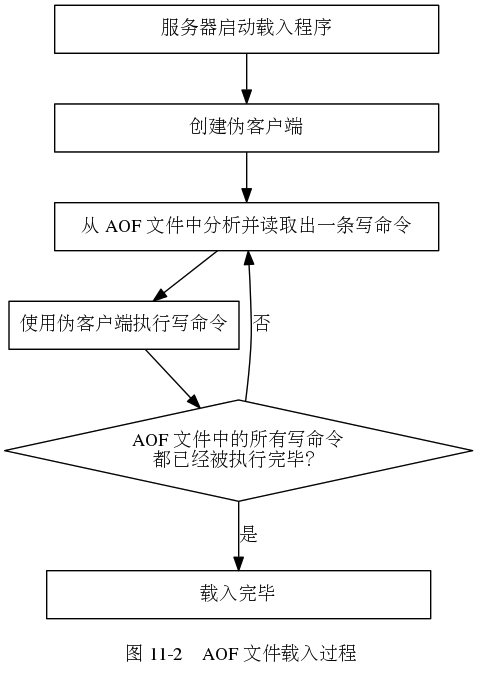 服务器启动载入程序
创建伪客户端
从 AOF 文件中分析并读取出一条写命令
使用伪客户端执行写命令
否
AOF 文件中的所有写命令
都已经被执行完毕？
是
载入完毕
图 11-2 AOF 文件载入过程